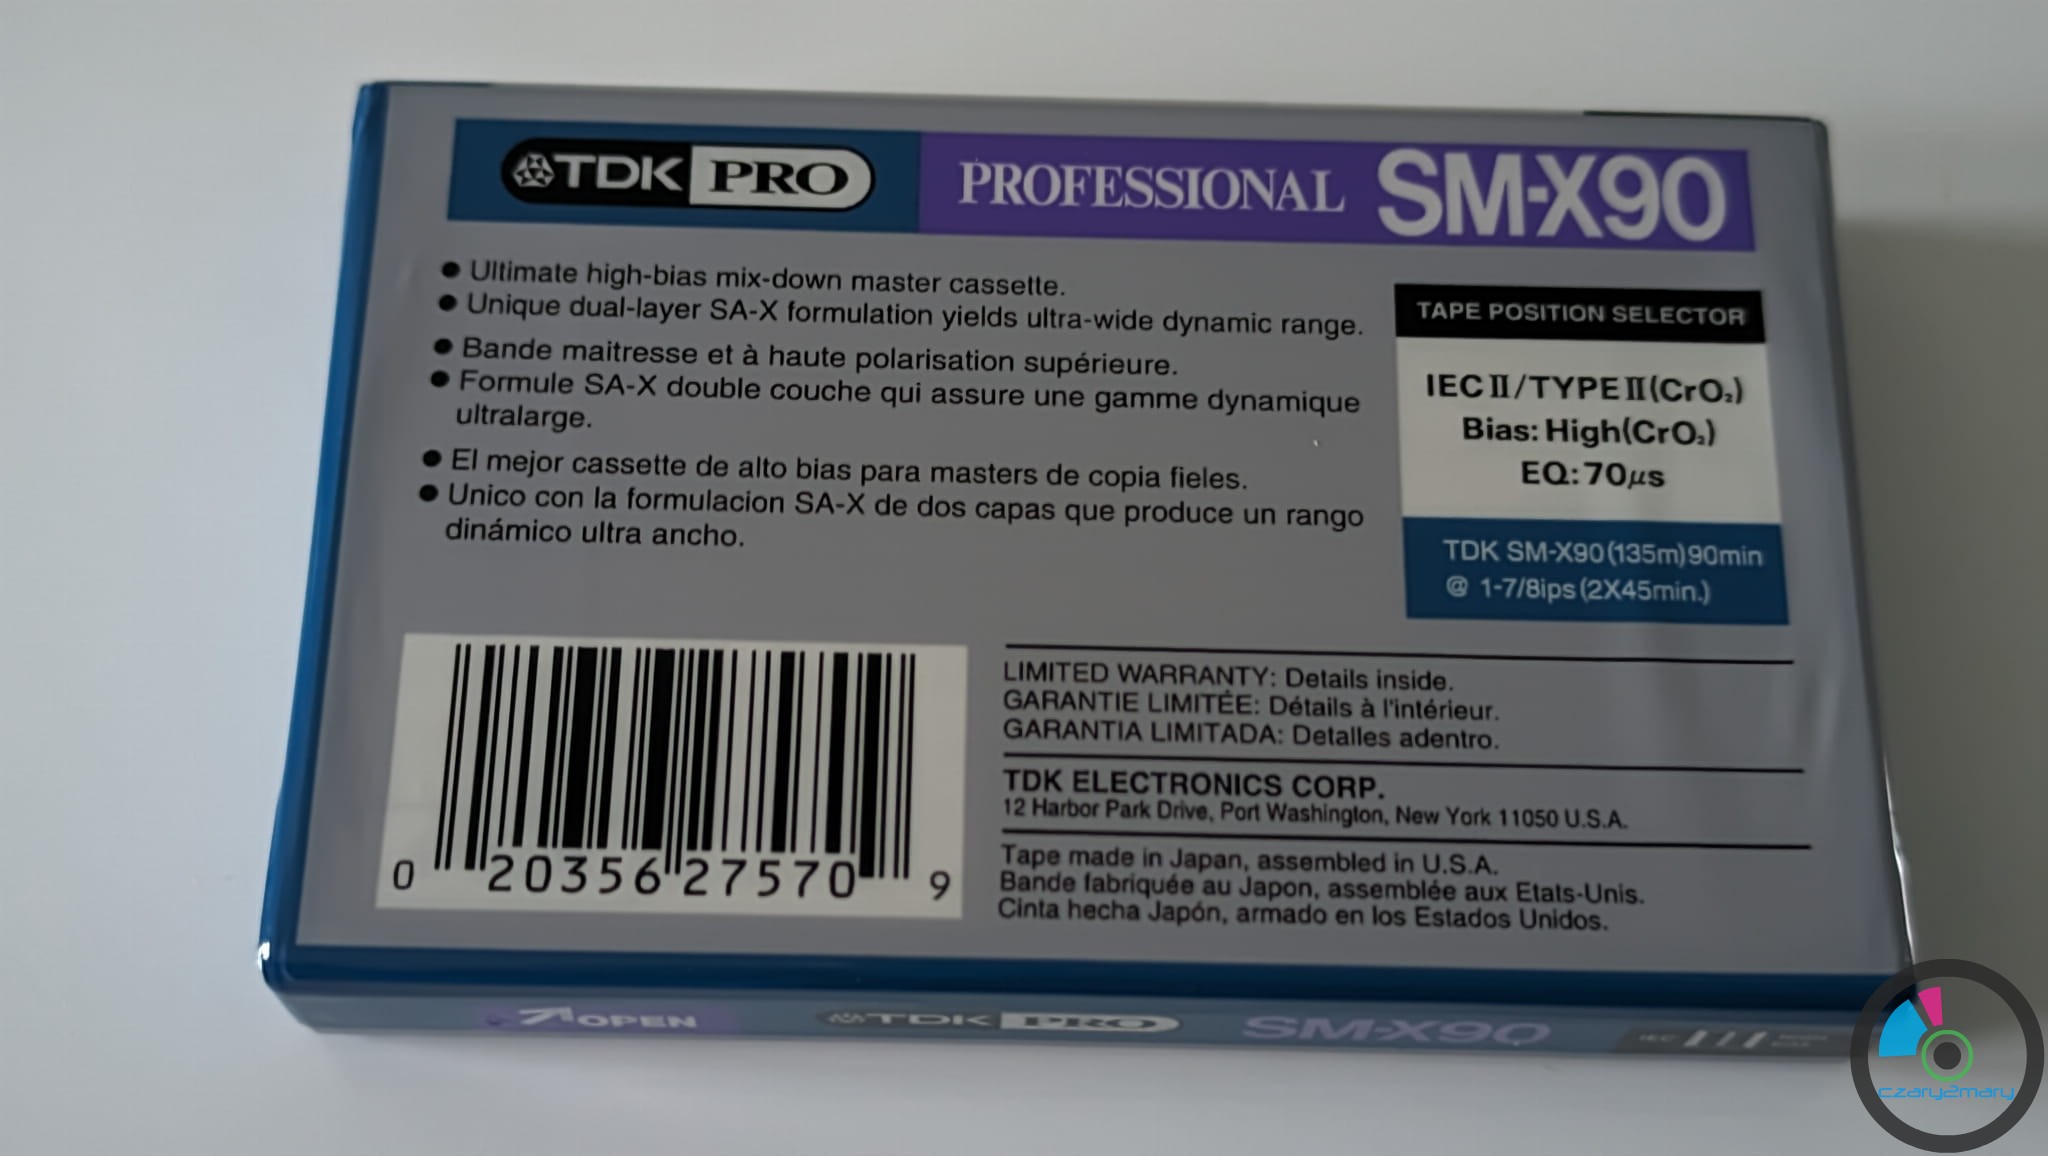 TDK PRO PROFESSIONAL SM-X90
● Ultimate high-bias mix-down master cassette.
● Unique dual-layer SA-X formulation yields ultra-wide dynamic range.
● Bande maitresse et à haute polarisation supérieure.
● Formule SA-X double couche qui assure une gamme dynamique
ultralarge.
● El mejor cassette de alto bias para masters de copia fieles.
● Unico con la formulacion SA-X de dos capas que produce un rango
dinámico ultra ancho.
TAPE POSITION SELECTOR
IEC II/TYPE II (CrO₂)
Bias: High (CrO₂)
EQ: 70µs
TDK SM-X90 (135m) 90min
@ 1-7/8ips (2X45min.)
0 20356 27570 9
LIMITED WARRANTY: Details inside.
GARANTIE LIMITÉE: Détails à l'intérieur.
GARANTIA LIMITADA: Detalles adentro.
TDK ELECTRONICS CORP.
12 Harbor Park Drive, Port Washington, New York 11050 U.S.A.
Tape made in Japan, assembled in U.S.A.
Bande fabriquée au Japon, assemblée aux Etats-Unis.
Cinta hecha Japón, armado en los Estados Unidos.
OPEN TDK PRO SM-X90 IEC
czary2mary